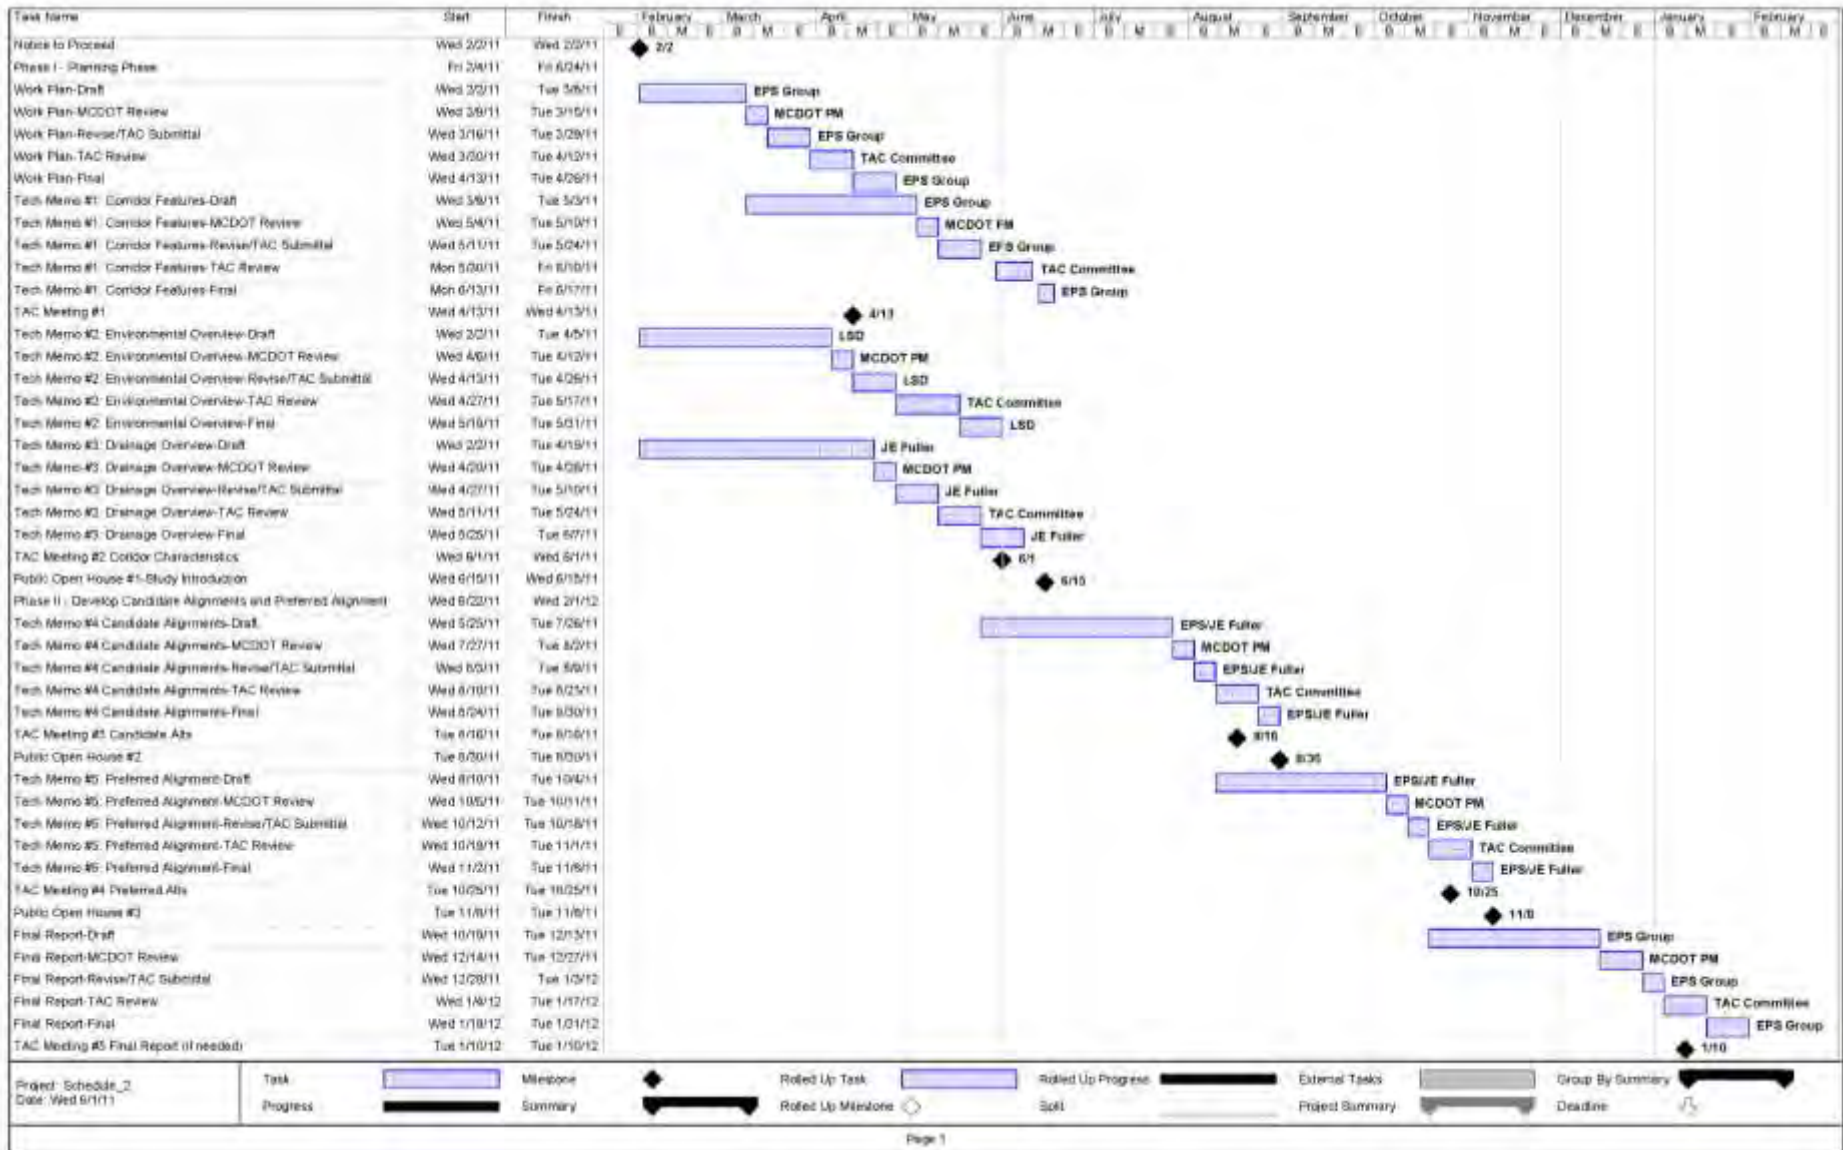 Task Name Start Finish February March April May June July August September October November December January February
E B M E B M E B M E B M E B M E B M E B M E B M E B M E B M E B M E B M E B M E
Notice to Proceed Wed 2/2/11 Wed 2/2/11 2/2
Phase I - Planning Phase Fri 2/4/11 Fri 6/24/11
Work Plan-Draft Wed 2/2/11 Tue 3/8/11 EPS Group
Work Plan-MCDOT Review Wed 3/9/11 Tue 3/15/11 MCDOT PM
Work Plan-Revise/TAC Submittal Wed 3/16/11 Tue 3/29/11 EPS Group
Work Plan-TAC Review Wed 3/30/11 Tue 4/12/11 TAC Committee
Work Plan-Final Wed 4/13/11 Tue 4/26/11 EPS Group
Tech Memo #1: Corridor Features-Draft Wed 3/9/11 Tue 5/3/11 EPS Group
Tech Memo #1: Corridor Features-MCDOT Review Wed 5/4/11 Tue 5/10/11 MCDOT PM
Tech Memo #1: Corridor Features-Revise/TAC Submittal Wed 5/11/11 Tue 5/24/11 EPS Group
Tech Memo #1: Corridor Features-TAC Review Mon 5/30/11 Fri 6/10/11 TAC Committee
Tech Memo #1: Corridor Features-Final Mon 6/13/11 Fri 6/17/11 EPS Group
TAC Meeting #1 Wed 4/13/11 Wed 4/13/11 4/13
Tech Memo #2: Environmental Overview-Draft Wed 2/2/11 Tue 4/5/11 LSD
Tech Memo #2: Environmental Overview-MCDOT Review Wed 4/6/11 Tue 4/12/11 MCDOT PM
Tech Memo #2: Environmental Overview-Revise/TAC Submittal Wed 4/13/11 Tue 4/26/11 LSD
Tech Memo #2: Environmental Overview-TAC Review Wed 4/27/11 Tue 5/17/11 TAC Committee
Tech Memo #2: Environmental Overview-Final Wed 5/18/11 Tue 5/31/11 LSD
Tech Memo #3: Drainage Overview-Draft Wed 2/2/11 Tue 4/19/11 JE Fuller
Tech Memo #3: Drainage Overview-MCDOT Review Wed 4/20/11 Tue 4/26/11 MCDOT PM
Tech Memo #3: Drainage Overview-Revise/TAC Submittal Wed 4/27/11 Tue 5/10/11 JE Fuller
Tech Memo #3: Drainage Overview-TAC Review Wed 5/11/11 Tue 5/24/11 TAC Committee
Tech Memo #3: Drainage Overview-Final Wed 5/25/11 Tue 6/7/11 JE Fuller
TAC Meeting #2 Coridor Characteristics Wed 6/1/11 Wed 6/1/11 6/1
Public Open House #1-Study Introduction Wed 6/15/11 Wed 6/15/11 6/15
Phase II - Develop Candidate Alignments and Preferred Alignment Wed 6/22/11 Wed 2/1/12
Tech Memo #4 Candidate Alignments-Draft Wed 5/25/11 Tue 7/26/11 EPS/JE Fuller
Tech Memo #4 Candidate Alignments-MCDOT Review Wed 7/27/11 Tue 8/2/11 MCDOT PM
Tech Memo #4 Candidate Alignments-Revise/TAC Submittal Wed 8/3/11 Tue 8/9/11 EPS/JE Fuller
Tech Memo #4 Candidate Alignments-TAC Review Wed 8/10/11 Tue 8/23/11 TAC Committee
Tech Memo #4 Candidate Alignments-Final Wed 8/24/11 Tue 8/30/11 EPS/JE Fuller
TAC Meeting #3 Candidate Alts Tue 8/16/11 Tue 8/16/11 8/16
Public Open House #2 Tue 8/30/11 Tue 8/30/11 8/30
Tech Memo #5: Preferred Alignment-Draft Wed 8/10/11 Tue 10/4/11 EPS/JE Fuller
Tech Memo #5: Preferred Alignment-MCDOT Review Wed 10/5/11 Tue 10/11/11 MCDOT PM
Tech Memo #5: Preferred Alignment-Revise/TAC Submittal Wed 10/12/11 Tue 10/18/11 EPS/JE Fuller
Tech Memo #5: Preferred Alignment-TAC Review Wed 10/19/11 Tue 11/1/11 TAC Committee
Tech Memo #5: Preferred Alignment-Final Wed 11/2/11 Tue 11/8/11 EPS/JE Fuller
TAC Meeting #4 Preferred Alts Tue 10/25/11 Tue 10/25/11 10/25
Public Open House #3 Tue 11/8/11 Tue 11/8/11 11/8
Final Report-Draft Wed 10/19/11 Tue 12/13/11 EPS Group
Final Report-MCDOT Review Wed 12/14/11 Tue 12/27/11 MCDOT PM
Final Report-Revise/TAC Submittal Wed 12/28/11 Tue 1/3/12 EPS Group
Final Report-TAC Review Wed 1/4/12 Tue 1/17/12 TAC Committee
Final Report-Final Wed 1/18/12 Tue 1/31/12 EPS Group
TAC Meeting #5 Final Report (if needed) Tue 1/10/12 Tue 1/10/12 1/10
Project: Schedule_2
Date: Wed 6/1/11
Task Milestone Rolled Up Task Rolled Up Progress External Tasks Group By Summary
Progress Summary Rolled Up Milestone Split Project Summary Deadline
Page 1